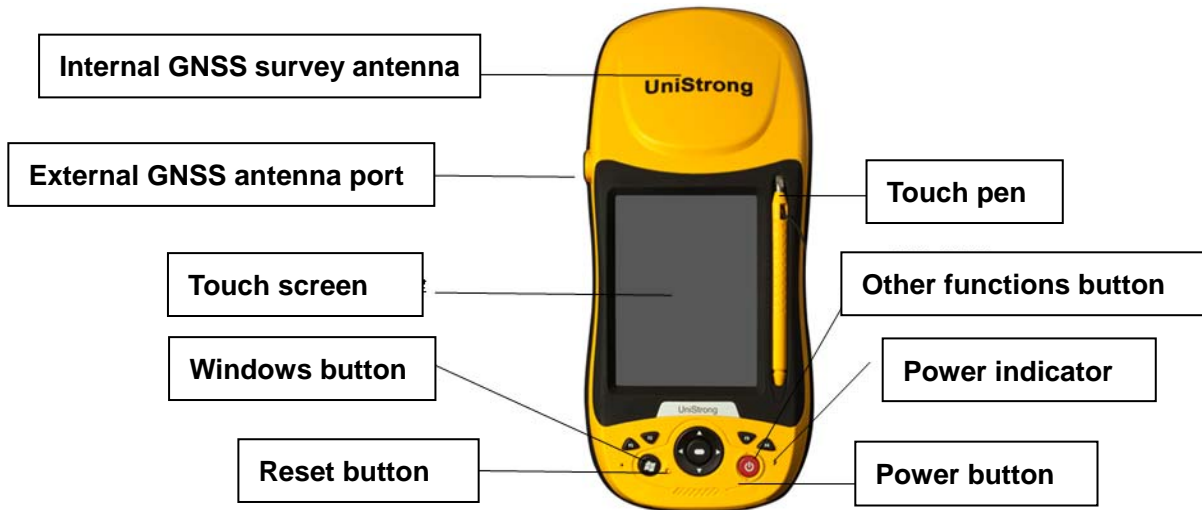 Internal GNSS survey antenna
UniStrong
External GNSS antenna port
Touch pen
Touch screen
Other functions button
Windows button
Power indicator
UniStrong
Reset button
Power button